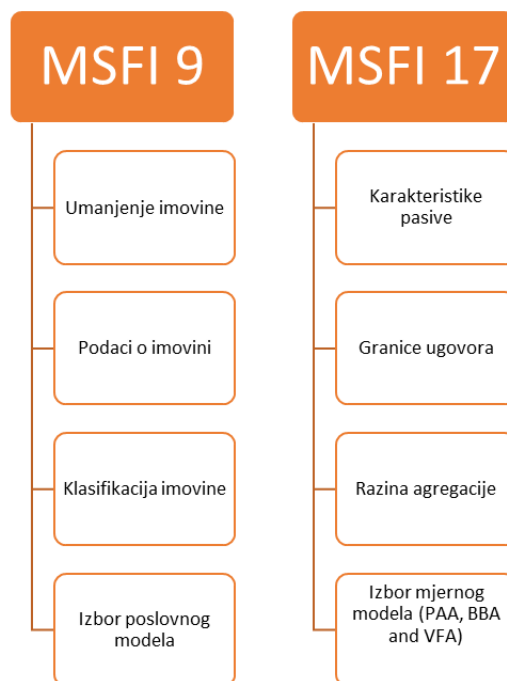 MSFI 9
Umanjenje imovine
Podaci o imovini
Klasifikacija imovine
Izbor poslovnog
modela
MSFI 17
Karakteristike
pasive
Granice ugovora
Razina agregacije
Izbor mjernog
modela (PAA, BBA
and VFA)